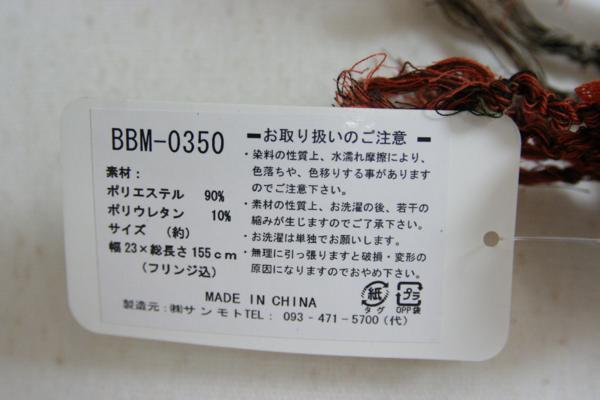 BBM-0350
素材：
ポリエステル 90%
ポリウレタン 10%
サイズ （約）
幅23×総長さ155cm
（フリンジ込）
ーお取り扱いのご注意ー
・染料の性質上、水濡れ摩擦により、
色落ちや、色移りする事があります
のでご注意下さい。
・素材の性質上、お洗濯の後、若干の
縮みが生じますのでご了承下さい。
・お洗濯は単独でお願いします。
・無理に引っ張りますと破損・変形の
原因になりますのでおやめ下さい。
MADE IN CHINA
製造元：㈱サンモトTEL： 093-471-5700(代)
紙
タグ
プラ
OPP袋